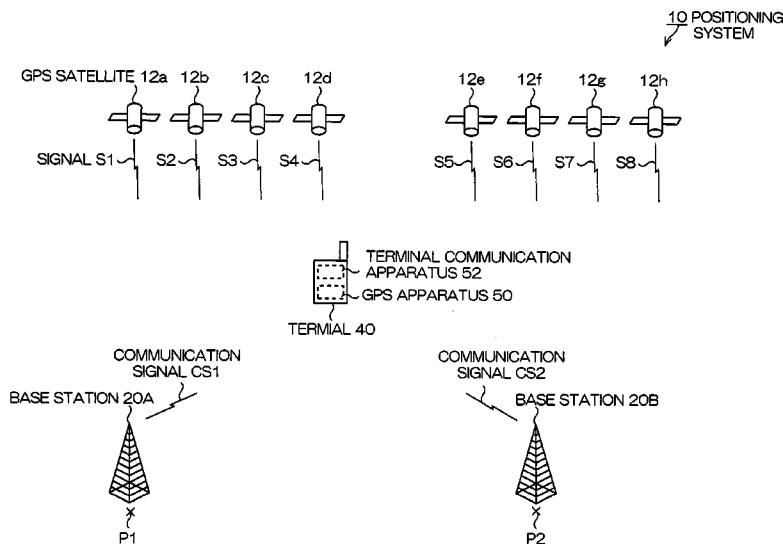 10 POSITIONING
SYSTEM
GPS SATELLITE 12a 12b 12c 12d 12e 12f 12g 12h
SIGNAL S1 S2 S3 S4 S5 S6 S7 S8
TERMINAL COMMUNICATION
APPARATUS 52
GPS APPARATUS 50
TERMIAL 40
COMMUNICATION
SIGNAL CS1
COMMUNICATION
SIGNAL CS2
BASE STATION 20A
BASE STATION 20B
P1
P2